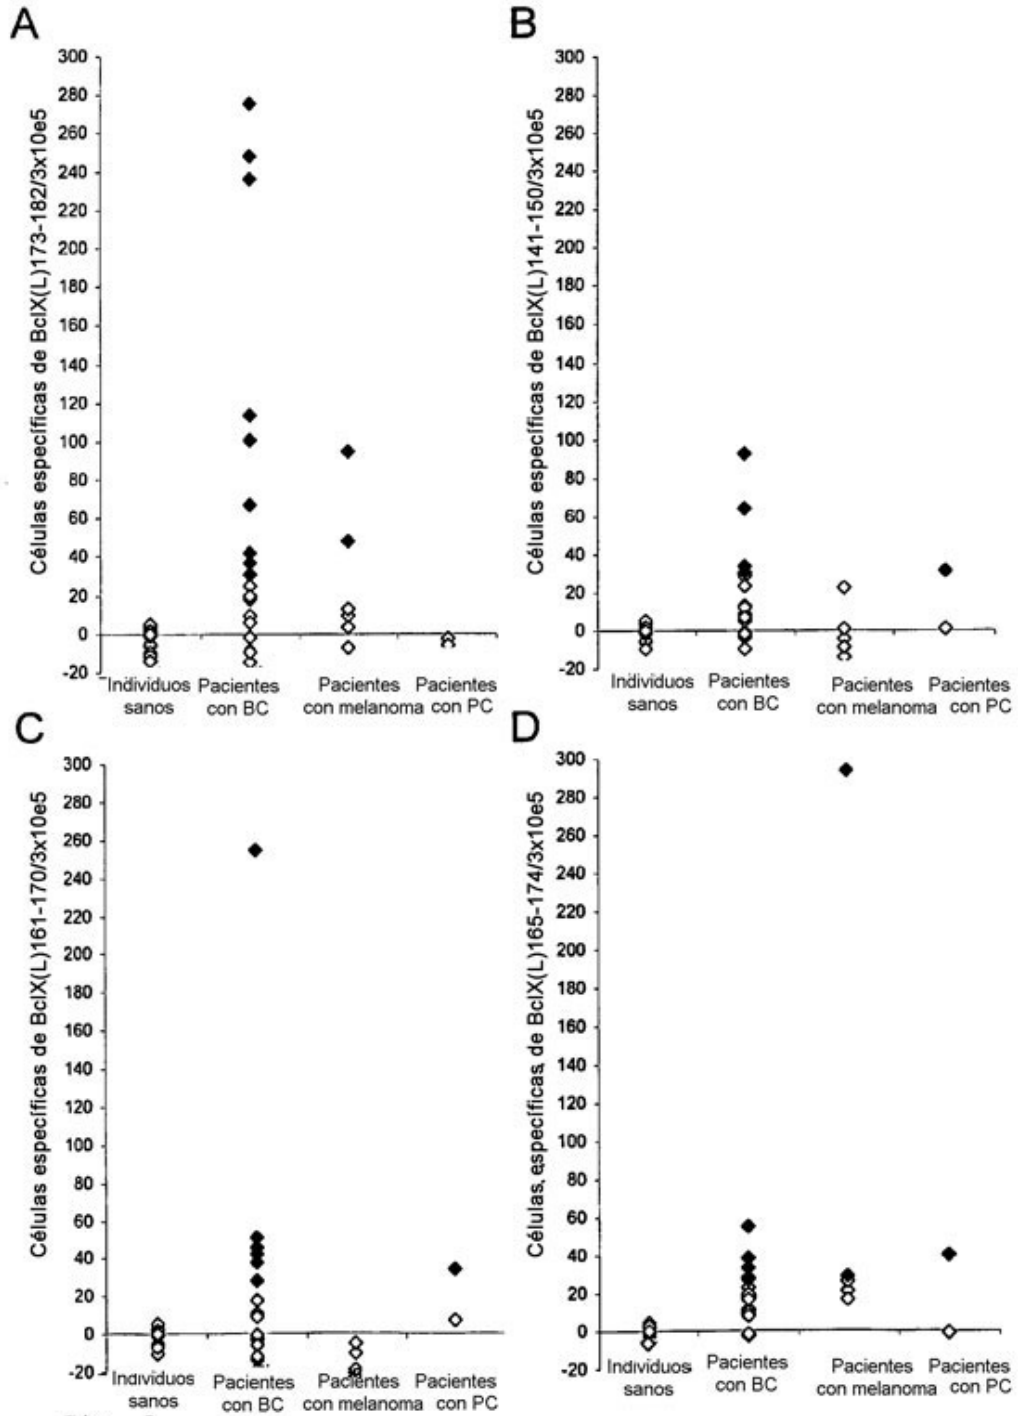 A
Células específicas de BclX(L)173-182/3x10e5
300
280
260
240
220
200
180
160
140
120
100
80
60
40
20
0
-20
Individuos sanos
Pacientes con BC
Pacientes con melanoma
Pacientes con PC
B
Células específicas de BclX(L)141-150/3x10e5
300
280
260
240
220
200
180
160
140
120
100
80
60
40
20
0
-20
Individuos sanos
Pacientes con BC
Pacientes con melanoma
Pacientes con PC
C
Células específicas de BclX(L)161-170/3x10e5
300
280
260
240
220
200
180
160
140
120
100
80
60
40
20
0
-20
Individuos sanos
Pacientes con BC
Pacientes con melanoma
Pacientes con PC
D
Células específicas de BclX(L)165-174/3x10e5
300
280
260
240
220
200
180
160
140
120
100
80
60
40
20
0
-20
Individuos sanos
Pacientes con BC
Pacientes con melanoma
Pacientes con PC